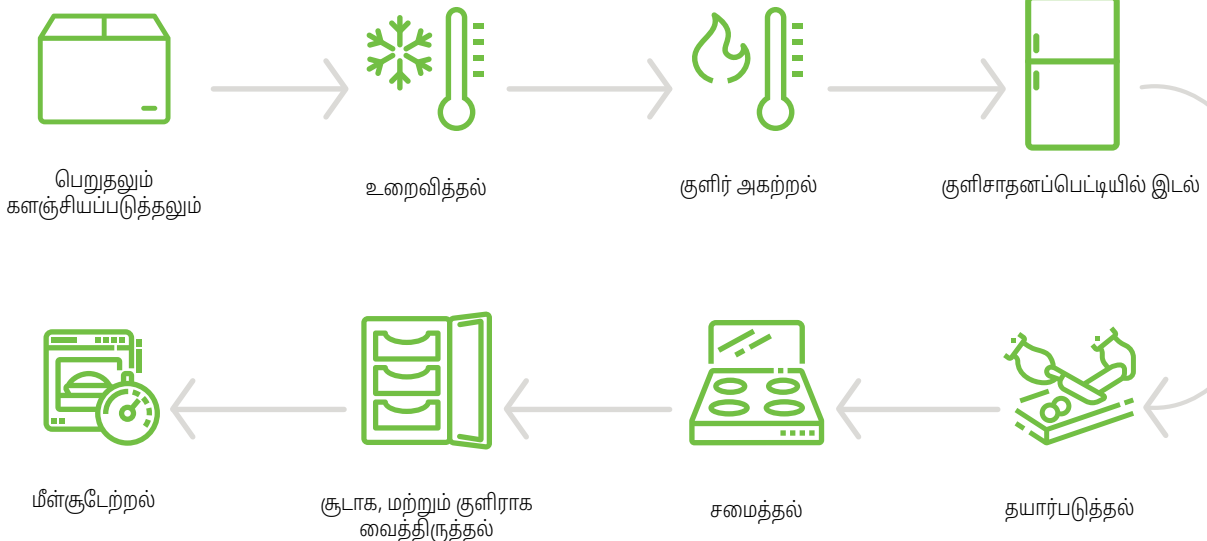 பெறுதலும்
களஞ்சியப்படுத்தலும்
உறைவித்தல்
குளிர் அகற்றல்
குளிசாதனப்பெட்டியில் இடல்
மீள்சூடேற்றல்
சூடாக, மற்றும் குளிராக
வைத்திருத்தல்
சமைத்தல்
தயார்படுத்தல்